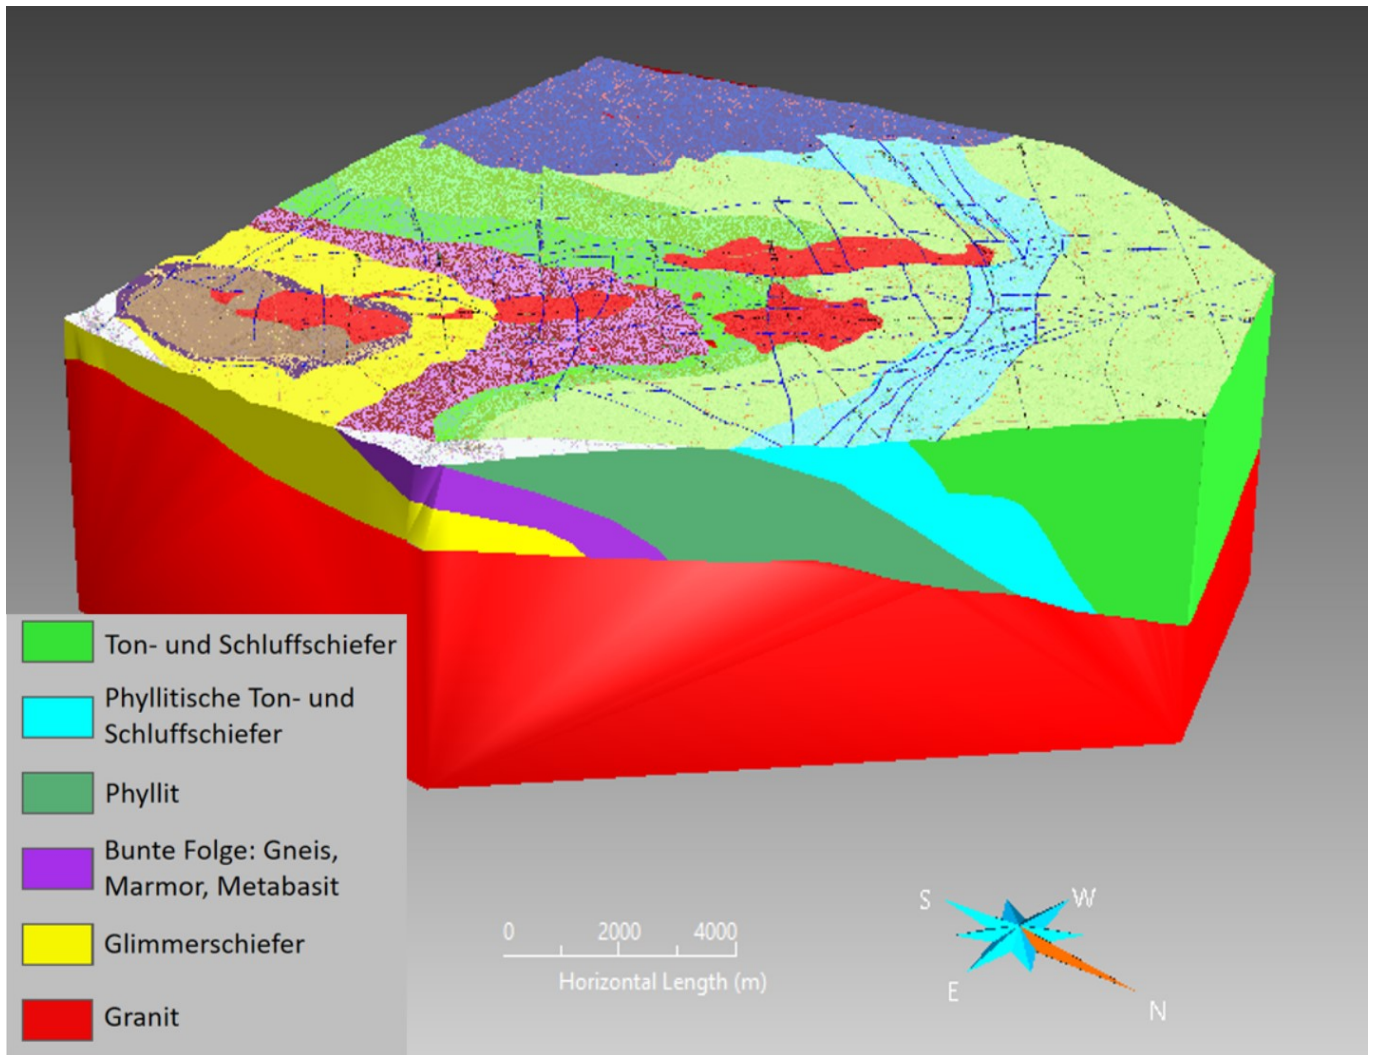 Ton- und Schluffschiefer
Phyllitische Ton- und
Schluffschiefer
Phyllit
Bunte Folge: Gneis,
Marmor, Metabasit
Glimmerschiefer
Granit
0 2000 4000
Horizontal Length (m)
S W
E N